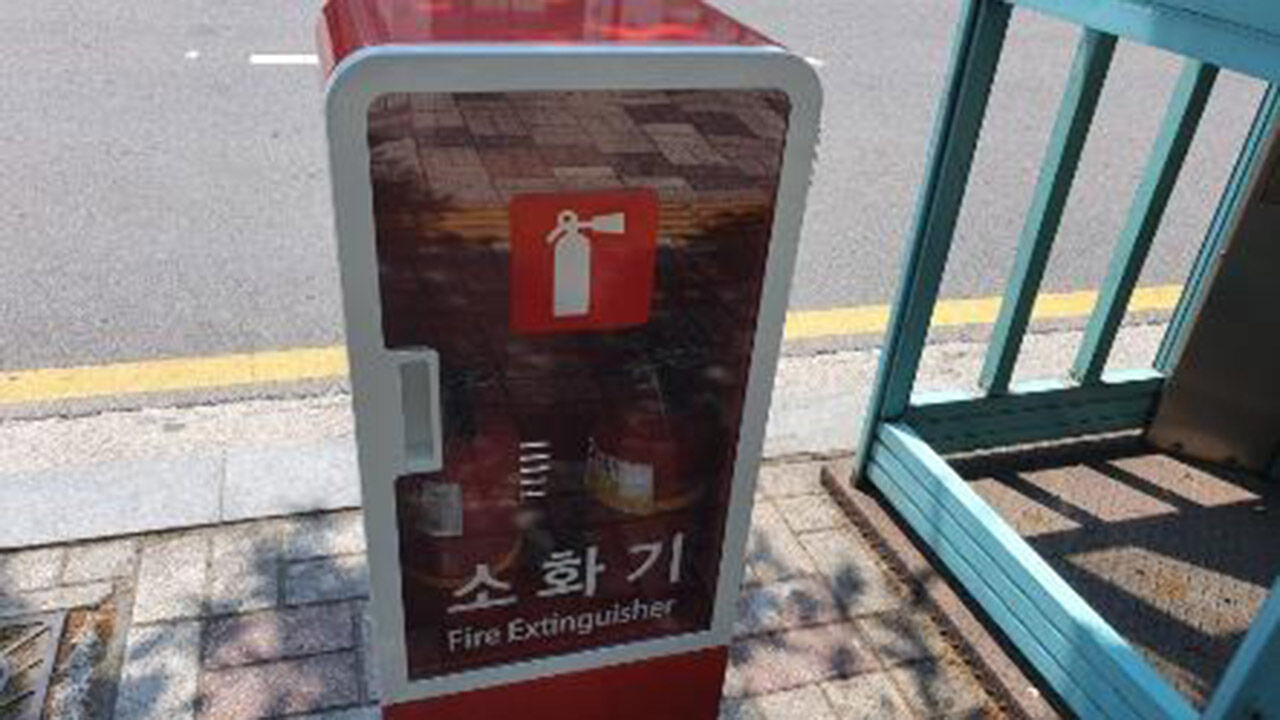 소화기
Fire Extinguisher